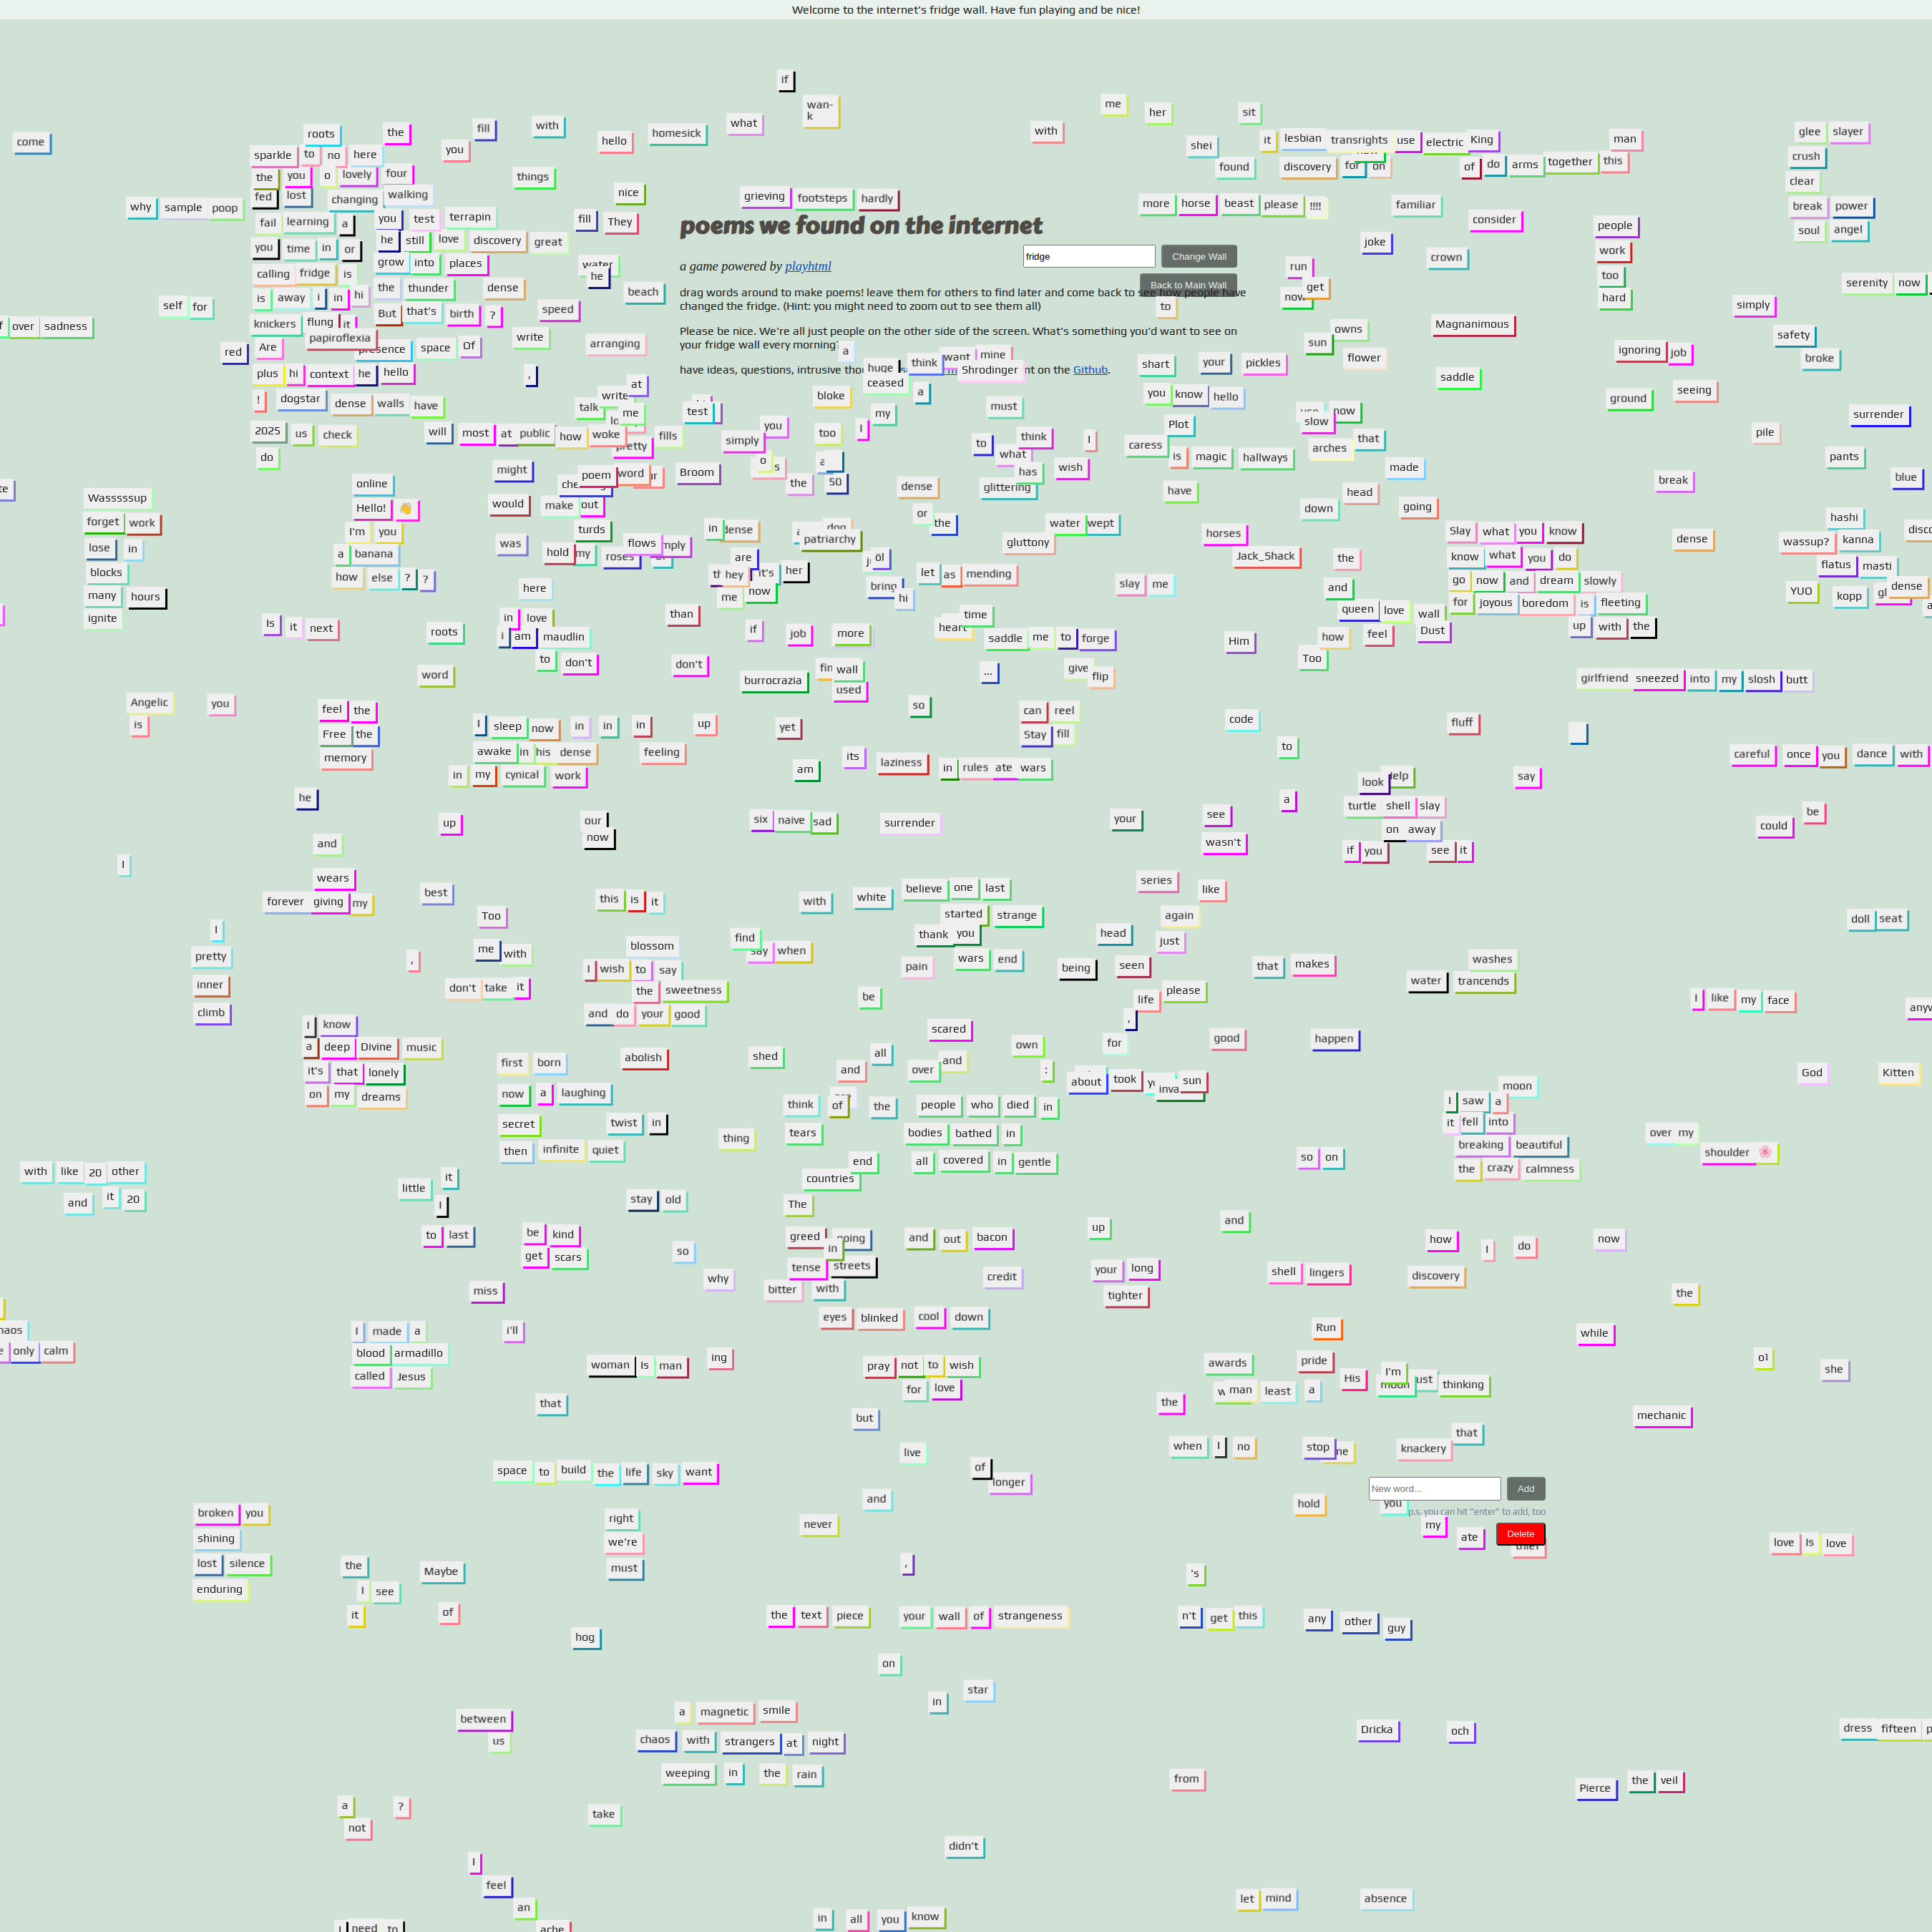 Welcome to the internet's fridge wall. Have fun playing and be nice!
if
wan-
k
me her sit
come
roots the fill with hello homesick what with
it lesbian transrights use electric King man glee slayer
sparkle to no here you shei
found discovery for on of do arms together this crush
the you o lovely four things clear
fed lost changing walking nice grieving footsteps hardly
why sample poop more horse beast please !!!! familiar break power
fail learning a you test terrapin fill They consider people soul angel
poems we found on the internet
you time in or he still love discovery great joke work
fridge Change Wall
calling fridge is grow into places water he crown run too
a game powered by playhtml
Back to Main Wall
is away i in hi the thunder dense beach get now hard serenity now
drag words around to make poems! leave them for others to find later and come back to see how people have
changed the fridge. (Hint: you might need to zoom out to see them all)
self for But that's birth ? speed to simply
over sadness knickers flung it write Magnanimous safety
Please be nice. We're all just people on the other side of the screen. What's something you'd want to see on
your fridge wall every morning?
papiroflexia owns sun
red Are presence space Of arranging a think want mine flower ignoring job broke
have ideas, questions, intrusive nt on the Github.
huge Shrodinger shart your pickles
plus hi context he hello , at ceased a saddle
! dogstar dense walls have write talk me test bloke my must you know hello now slow ground seeing surrender
2025 us check will most at public how woke pretty fills simply you too I to think what I Plot caress that arches pile
do might poem word Broom o the 50 has wish is magic hallways made pants
online would make out dense glittering have head break blue
Wasssssup Hello! 👋 down going
forget work I'm you turds in dense dog or the water wept hashi
lose in a banana was hold my roses flows patriarchy gluttony horses Slay what you know dense wassup? kanna
blocks how else ? ? here are hey it's her öl let as mending Jack_Shack the know what you do flatus masti
many hours me now bring hi slay me and go now and dream slowly YUO kopp dense
ignite in love than time queen love wall for joyous boredom is fleeting
Is it next roots i am maudlin if job more heart saddle me to forge Him how feel Dust up with the
to don't don't wall ... give flip Too
word burrocrazia used girlfriend sneezed into my slosh butt
Angelic you feel the so can reel code fluff
is Free the I sleep now in in in up yet Stay fill
memory awake in his dense feeling its laziness to careful once you dance with
in my cynical work am in rules ate wars look say
he a turtle shell slay be
up our now six naive sad surrender your see on away could
and wasn't if you see it
I
wears best believe one last series like
forever giving my this is it with white
Too started strange again doll seat
I me with blossom find say when thank you head just
pretty , I wish to say pain wars end being seen that makes washes
inner don't take it the sweetness be life please water trancends
climb and do your good , I like my face
I know scared for good happen
a deep Divine music first born abolish shed all own
it's that lonely and over and : about took sun God Kitten
on my dreams now a laughing moon
think of the people who died in I saw a
secret twist in thing tears bodies bathed in it fell into over my
then infinite quiet breaking beautiful shoulder 🌸
end all covered in gentle so on the crazy calmness
with like 20 other little it countries
and it 20 I stay old The
to last be kind greed going in and out bacon up and how I do now
get scars so tense streets
miss why bitter with credit your long shell lingers discovery
tighter the
eyes blinked cool down
I made a i'll Run while
blood armadillo only calm
called Jesus woman Is man ing pray not to wish awards pride ol she
for love man least a His I'm thinking
that the
but mechanic
live when I no stop that
space to build the life sky want of longer knackery
New word... Add
and hold you
p.s. you can hit "enter" to add, too
broken you right never my ate Delete
shining we're love Is love
lost silence the Maybe must , 's
enduring I see
it of the text piece your wall of strangeness n't get this any other guy
hog
on
star
in
between a magnetic smile
us chaos with strangers at night Dricka och dress fifteen
weeping in the rain
from Pierce the veil
a ? take
not
didn't
I
feel let mind absence
an
I need to ache in all you know